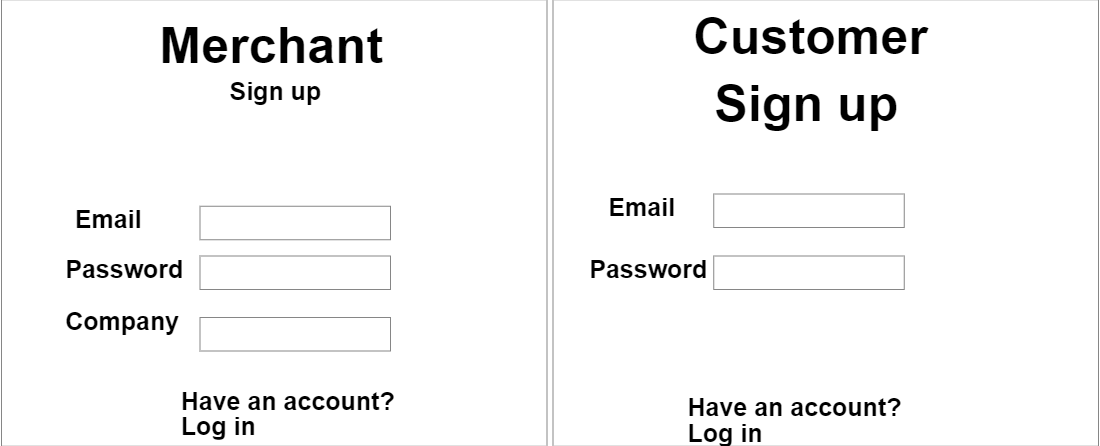 Merchant
Sign up
Email
Password
Company
Have an account?
Log in
Customer
Sign up
Email
Password
Have an account?
Log in